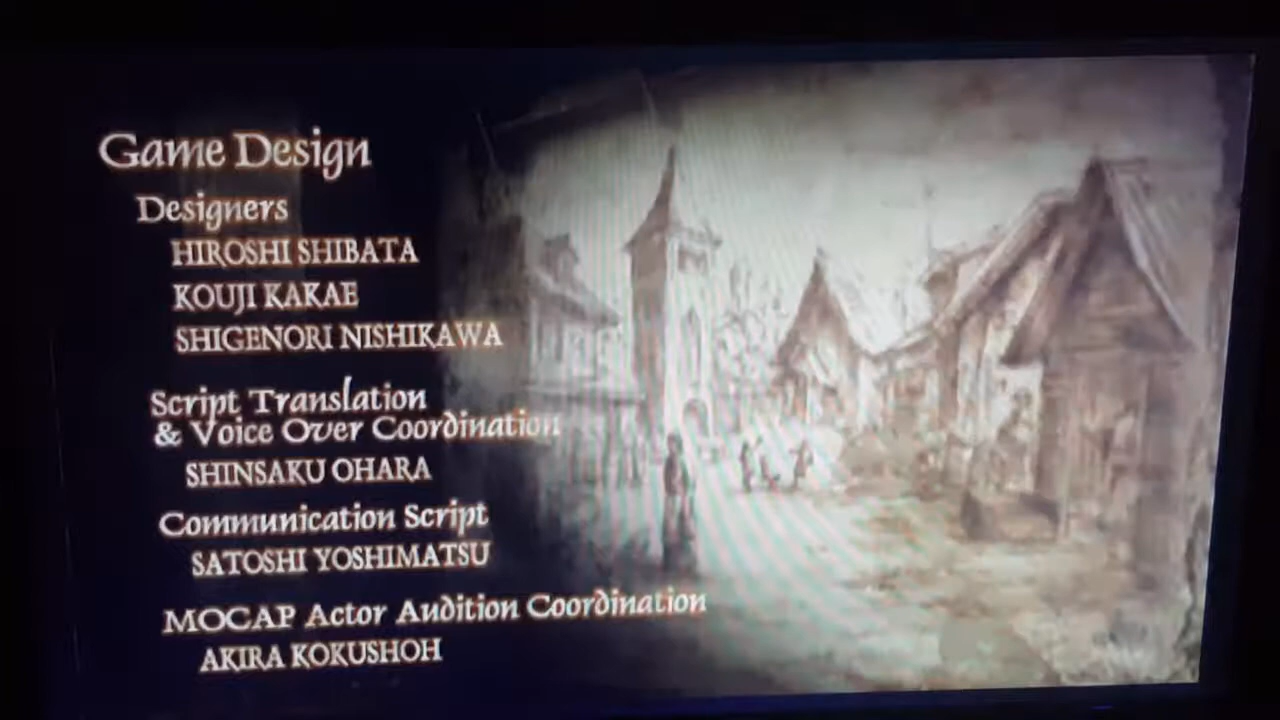 Game Design
Designers
HIROSHI SHIBATA
KOUJI KAKAE
SHIGENORI NISHIKAWA
Script Translation
& Voice Over Coordination
SHINSAKU OHARA
Communication Script
SATOSHI YOSHIMATSU
MOCAP Actor Audition Coordination
AKIRA KOKUSHOH